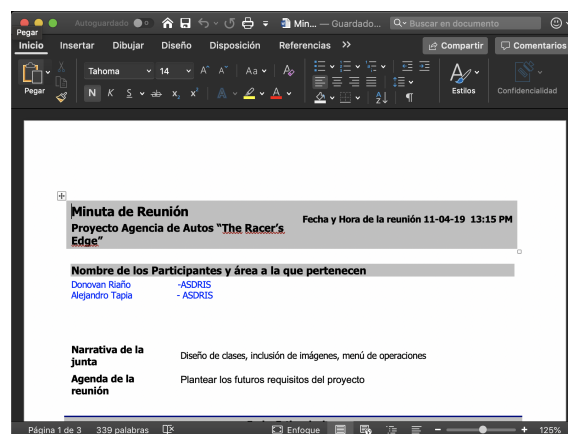 Autoguardado
Min... — Guardado...
Buscar en documento
Pegar
Inicio Insertar Dibujar Diseño Disposición Referencias >> Compartir Comentarios
Pegar
Tahoma 14 A^ A˅ Aa A
N K S ab x, x² A A
Estilos
Confidencialidad
Minuta de Reunión
Proyecto Agencia de Autos “The Racer’s
Edge”
Fecha y Hora de la reunión 11-04-19 13:15 PM
Nombre de los Participantes y área a la que pertenecen
Donovan Riaño -ASDRIS
Alejandro Tapia - ASDRIS
Narrativa de la
junta
Diseño de clases, inclusión de imágenes, menú de operaciones
Agenda de la
reunión
Plantear los futuros requisitos del proyecto
Página 1 de 3 339 palabras Enfoque 125%